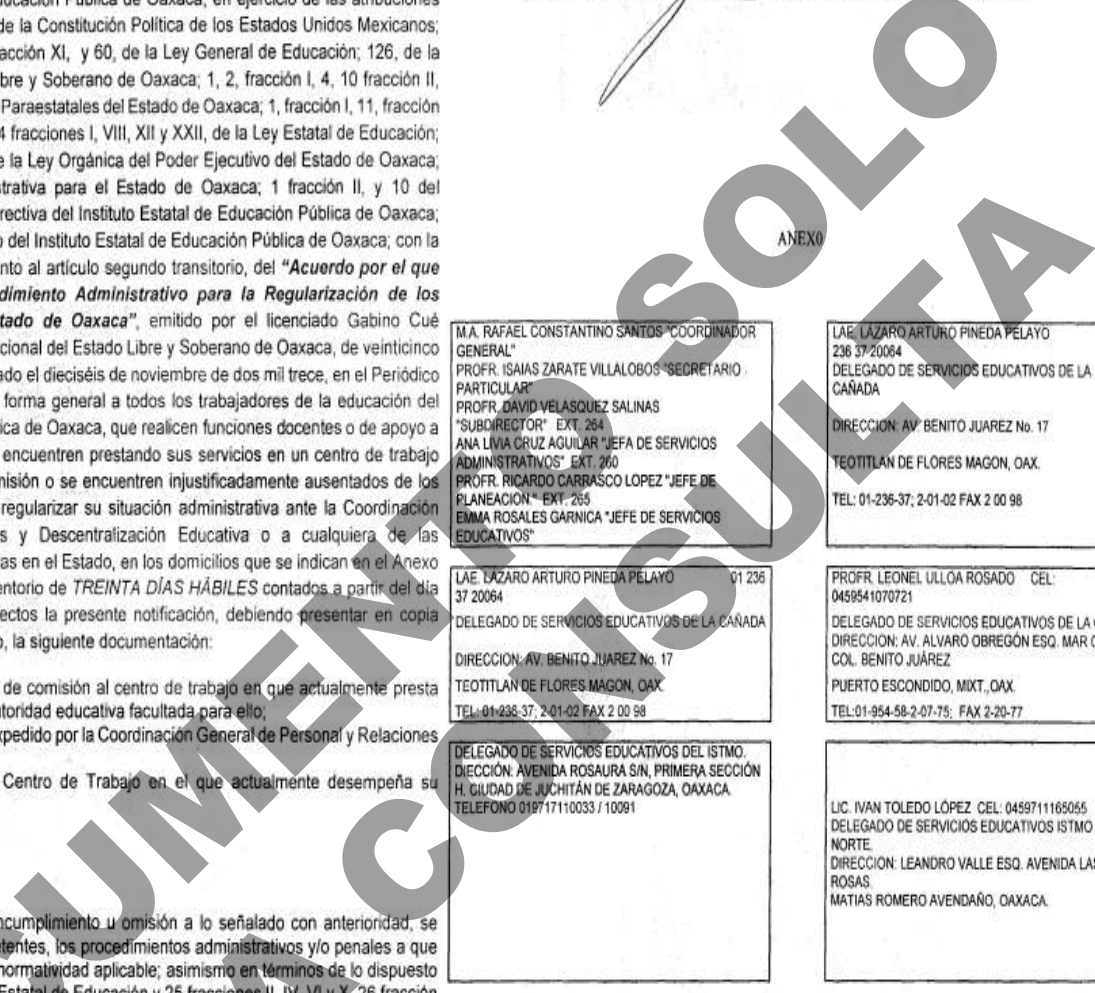 ducación Pública de Oaxaca, en ejercicio de las atribuciones
de la Constitución Política de los Estados Unidos Mexicanos;
acción XI, y 60, de la Ley General de Educación; 126, de la
bre y Soberano de Oaxaca; 1, 2, fracción I, 4, 10 fracción II,
Paraestatales del Estado de Oaxaca; 1, fracción I, 11, fracción
4 fracciones I, VIII, XII y XXII, de la Ley Estatal de Educación;
e la Ley Orgánica del Poder Ejecutivo del Estado de Oaxaca;
strativa para el Estado de Oaxaca; 1 fracción II, y 10 del
irectiva del Instituto Estatal de Educación Pública de Oaxaca;
o del Instituto Estatal de Educación Pública de Oaxaca; con la
nto al artículo segundo transitorio, del "Acuerdo por el que
dimiento Administrativo para la Regularización de los
tado de Oaxaca", emitido por el licenciado Gabino Cué
cional del Estado Libre y Soberano de Oaxaca, de veinticinco
ado el dieciséis de noviembre de dos mil trece, en el Periódico
forma general a todos los trabajadores de la educación del
ica de Oaxaca, que realicen funciones docentes o de apoyo a
encuentren prestando sus servicios en un centro de trabajo
misión o se encuentren injustificadamente ausentados de los
regularizar su situación administrativa ante la Coordinación
s y Descentralización Educativa o a cualquiera de las
as en el Estado, en los domicilios que se indican en el Anexo
entorio de TREINTA DÍAS HÁBILES contados a partir del día
ectos la presente notificación, debiendo presentar en copia
o, la siguiente documentación:
de comisión al centro de trabajo en que actualmente presta
utoridad educativa facultada para ello;
xpedido por la Coordinación General de Personal y Relaciones
Centro de Trabajo en el que actualmente desempeña su
ncumplimiento u omisión a lo señalado con anterioridad, se
etentes, los procedimientos administrativos y/o penales a que
normatividad aplicable; asimismo en términos de lo dispuesto
Estatal de Educación y 25 fracciones II, IV, VI y X, 26 fracción
ANEX0
M.A. RAFAEL CONSTANTINO SANTOS "COORDINADOR
GENERAL"
PROFR. ISAIAS ZARATE VILLALOBOS "SECRETARIO
PARTICULAR"
PROFR. DAVID VELASQUEZ SALINAS
"SUBDIRECTOR" EXT. 264
ANA LIVIA CRUZ AGUILAR "JEFA DE SERVICIOS
ADMINISTRATIVOS" EXT. 260
PROFR. RICARDO CARRASCO LOPEZ "JEFE DE
PLANEACION" EXT. 265
EMMA ROSALES GARNICA "JEFE DE SERVICIOS
EDUCATIVOS"
LAE. LÁZARO ARTURO PINEDA PELAYO
236 37 20064
DELEGADO DE SERVICIOS EDUCATIVOS DE LA
CAÑADA
DIRECCION: AV. BENITO JUAREZ No. 17
TEOTITLAN DE FLORES MAGON, OAX.
TEL: 01-236-37; 2-01-02 FAX 2 00 98
LAE. LÁZARO ARTURO PINEDA PELAYO 01 236
37 20064
DELEGADO DE SERVICIOS EDUCATIVOS DE LA CAÑADA
DIRECCION: AV. BENITO JUAREZ No. 17
TEOTITLAN DE FLORES MAGON, OAX.
TEL: 01-236-37; 2-01-02 FAX 2 00 98
PROFR. LEONEL ULLOA ROSADO CEL:
0459541070721
DELEGADO DE SERVICIOS EDUCATIVOS DE LA
DIRECCION: AV. ALVARO OBREGÓN ESQ. MAR
COL. BENITO JUÁREZ
PUERTO ESCONDIDO, MIXT.,OAX.
TEL:01-954-58-2-07-75; FAX 2-20-77
DELEGADO DE SERVICIOS EDUCATIVOS DEL ISTMO.
DIECCIÓN: AVENIDA ROSAURA S/N, PRIMERA SECCIÓN
H. CIUDAD DE JUCHITÁN DE ZARAGOZA, OAXACA.
TELEFONO 019717110033 / 10091
LIC. IVAN TOLEDO LÓPEZ CEL: 0459711165055
DELEGADO DE SERVICIOS EDUCATIVOS ISTMO
NORTE.
DIRECCION: LEANDRO VALLE ESQ. AVENIDA LAS
ROSAS.
MATIAS ROMERO AVENDAÑO, OAXACA.
UMENTO SOLO
A CONSULTA